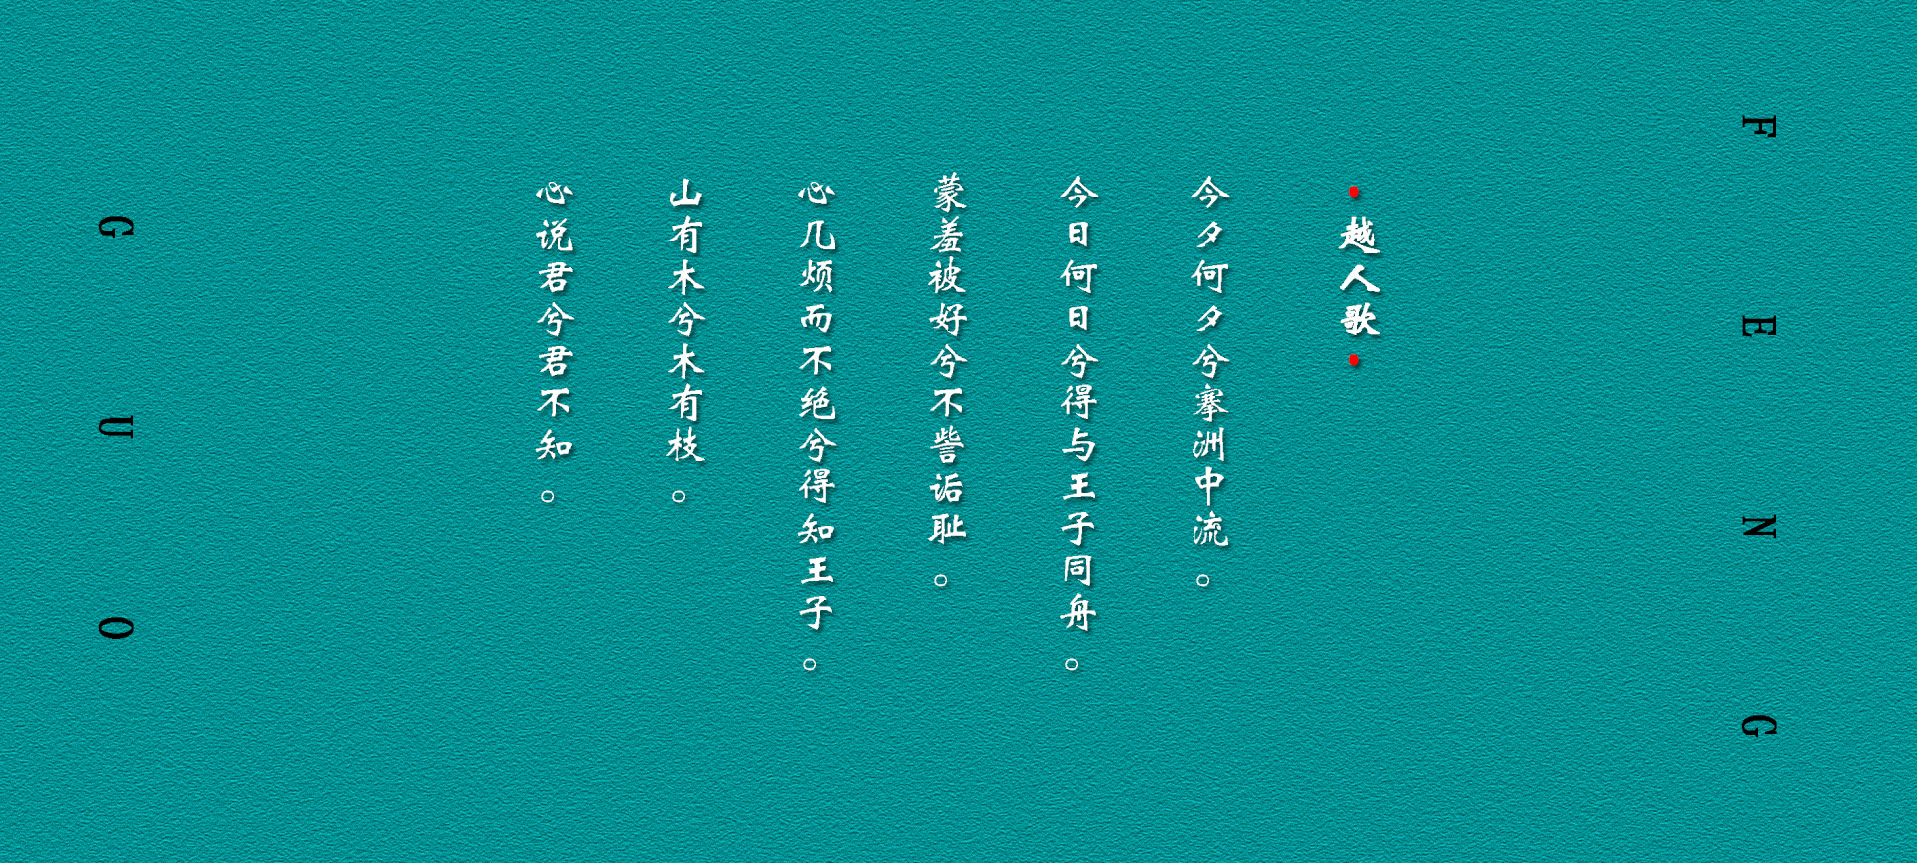 FENG
·越人歌·
今夕何夕兮搴洲中流。
今日何日兮得与王子同舟。
蒙羞被好兮不訾诟耻。
心几烦而不绝兮得知王子。
山有木兮木有枝。
心说君兮君不知。
GUO